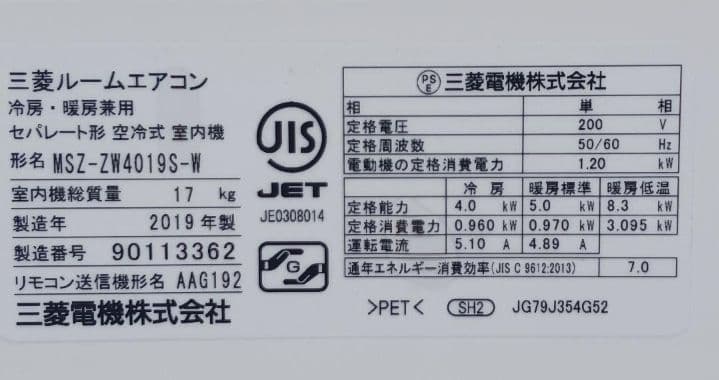 三菱ルームエアコン
冷房・暖房兼用
セパレート形 空冷式 室内機
形名 MSZ-ZW4019S-W
室内機総質量 17 kg
製造年 2019 年製
製造番号 90113362
リモコン送信機形名 AAG192
三菱電機株式会社
JIS
JET
JE0308014
G
PSE 三菱電機株式会社
相 単 相
定格電圧 200 V
定格周波数 50/60 Hz
電動機の定格消費電力 1.20 kW
冷 房 暖房標準 暖房低温
定格能力 4.0 kW 5.0 kW 8.3 kW
定格消費電力 0.960 kW 0.970 kW 3.095 kW
運転電流 5.10 A 4.89 A
通年エネルギー消費効率(JIS C 9612:2013) 7.0
>PET< SH2 JG79J354G52